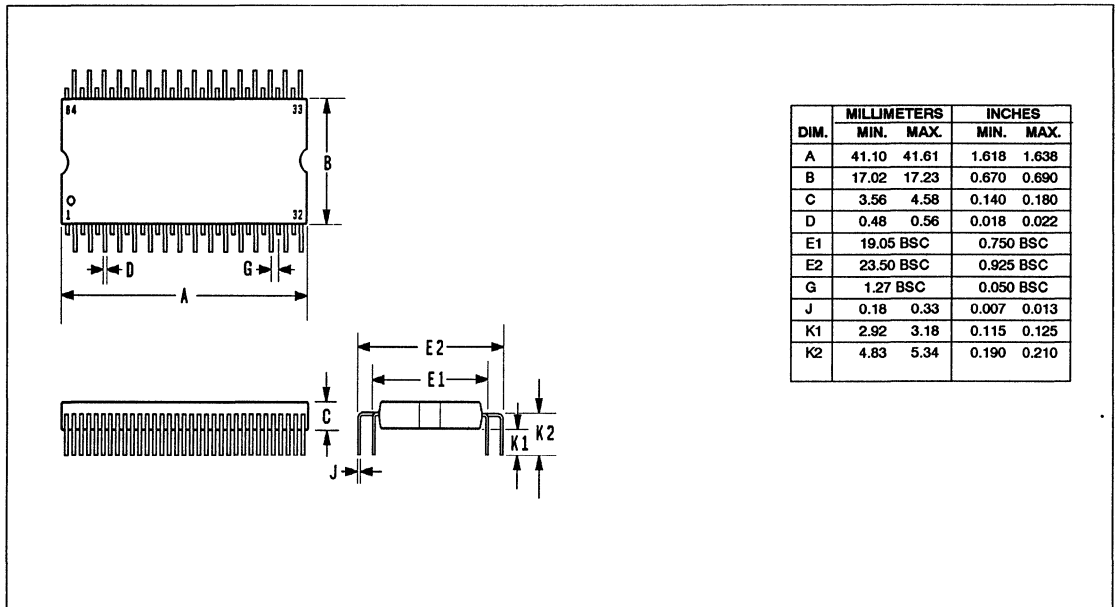 64 33
B
1 32
D G
A
E2
E1
C
K1 K2
J
MILLIMETERS INCHES
DIM. MIN. MAX. MIN. MAX.
A 41.10 41.61 1.618 1.638
B 17.02 17.23 0.670 0.690
C 3.56 4.58 0.140 0.180
D 0.48 0.56 0.018 0.022
E1 19.05 BSC 0.750 BSC
E2 23.50 BSC 0.925 BSC
G 1.27 BSC 0.050 BSC
J 0.18 0.33 0.007 0.013
K1 2.92 3.18 0.115 0.125
K2 4.83 5.34 0.190 0.210